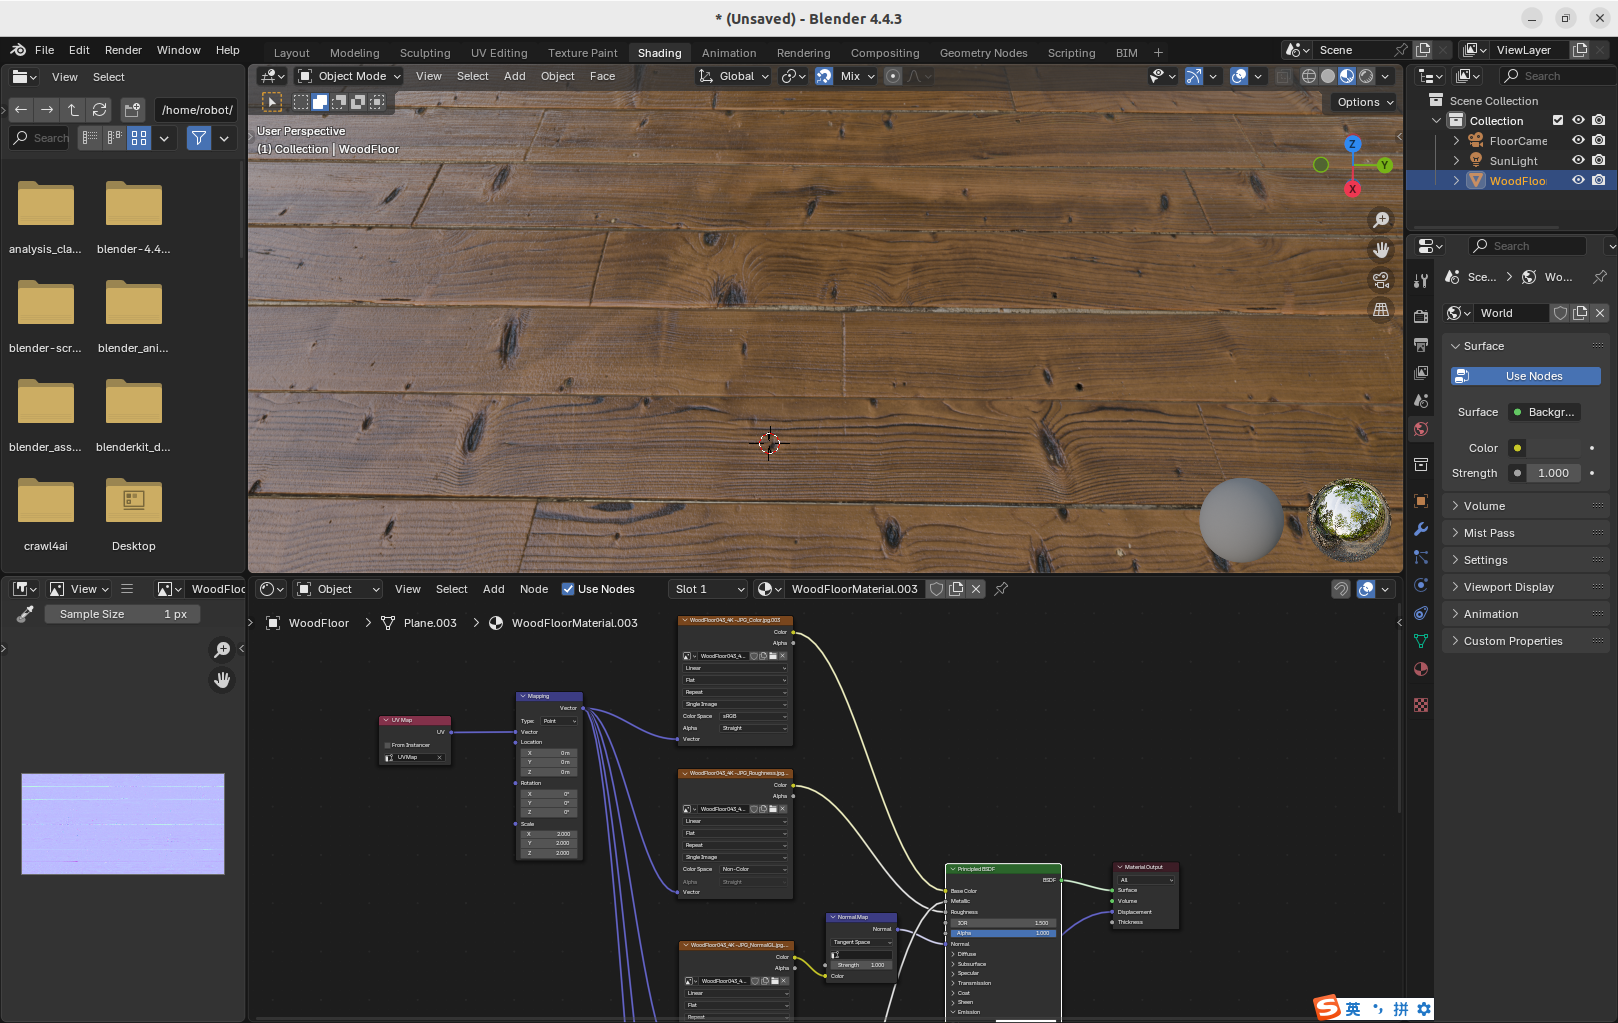 * (Unsaved) - Blender 4.4.3
File Edit Render Window Help
Layout Modeling Sculpting UV Editing Texture Paint Shading Animation Rendering Compositing Geometry Nodes Scripting BIM +
Scene
ViewLayer
View Select
/home/robot/
Search
analysis_cla...
blender-4.4...
blender-scr...
blender_ani...
blender_ass...
blenderkit_d...
crawl4ai
Desktop
Object Mode View Select Add Object Face
Global
Mix
Options
User Perspective
(1) Collection | WoodFloor
Z
Y
X
Search
Scene Collection
Collection
FloorCame
SunLight
WoodFloo
Search
Sce... Wo...
World
Surface
Use Nodes
Surface Backgr...
Color
Strength 1.000
Volume
Mist Pass
Settings
Viewport Display
Animation
Custom Properties
View
WoodFloo
Sample Size 1 px
Object View Select Add Node Use Nodes
Slot 1
WoodFloorMaterial.003
WoodFloor > Plane.003 > WoodFloorMaterial.003
UV Map
UV
From Instancer
UVMap
Mapping
Vector
Type: Point
Vector
Location
X 0 m
Y 0 m
Z 0 m
Rotation
X 0°
Y 0°
Z 0°
Scale
X 2.000
Y 2.000
Z 2.000
WoodFloor043_4K-JPG_Color.jpg.003
Color
Alpha
WoodFloor043_4...
Linear
Flat
Repeat
Single Image
Color Space sRGB
Alpha Straight
Vector
WoodFloor043_4K-JPG_Roughness.jpg...
Color
Alpha
WoodFloor043_4...
Linear
Flat
Repeat
Single Image
Color Space Non-Color
Alpha Straight
Vector
WoodFloor043_4K-JPG_NormalGL.jpg...
Color
Alpha
WoodFloor043_4...
Linear
Flat
Repeat
Normal Map
Normal
Tangent Space
Strength 1.000
Color
Principled BSDF
BSDF
Base Color
Metallic
Roughness
IOR 1.500
Alpha 1.000
Normal
Diffuse
Subsurface
Specular
Transmission
Coat
Sheen
Emission
Material Output
All
Surface
Volume
Displacement
Thickness
S 英 拼